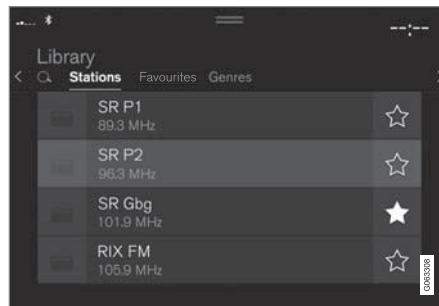 --:--
Library
Stations Favourites Genres
SR P1
89.3 MHz
SR P2
96.3 MHz
SR Gbg
101.9 MHz
RIX FM
105.9 MHz
G063308